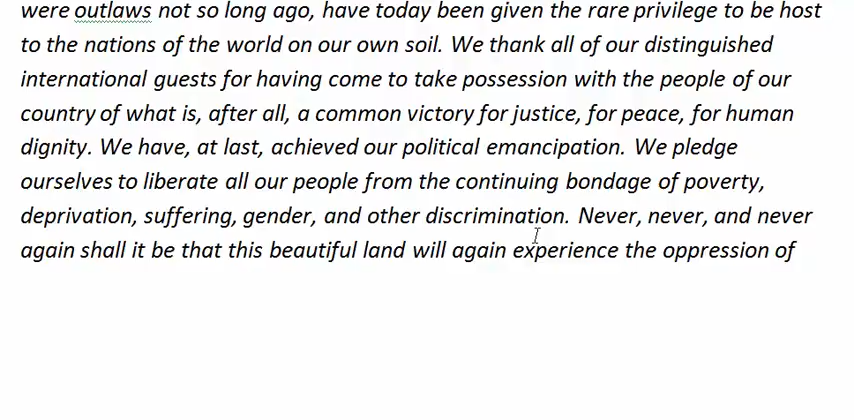 were outlaws not so long ago, have today been given the rare privilege to be host
to the nations of the world on our own soil. We thank all of our distinguished
international guests for having come to take possession with the people of our
country of what is, after all, a common victory for justice, for peace, for human
dignity. We have, at last, achieved our political emancipation. We pledge
ourselves to liberate all our people from the continuing bondage of poverty,
deprivation, suffering, gender, and other discrimination. Never, never, and never
again shall it be that this beautiful land will again experience the oppression of